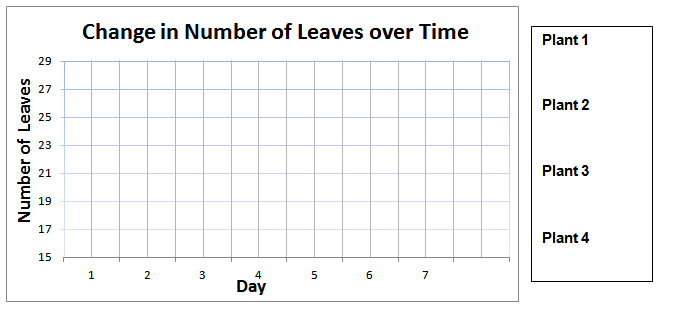 Change in Number of Leaves over Time
Number of Leaves
29
27
25
23
21
19
17
15
1 2 3 4 5 6 7
Day
Plant 1
Plant 2
Plant 3
Plant 4